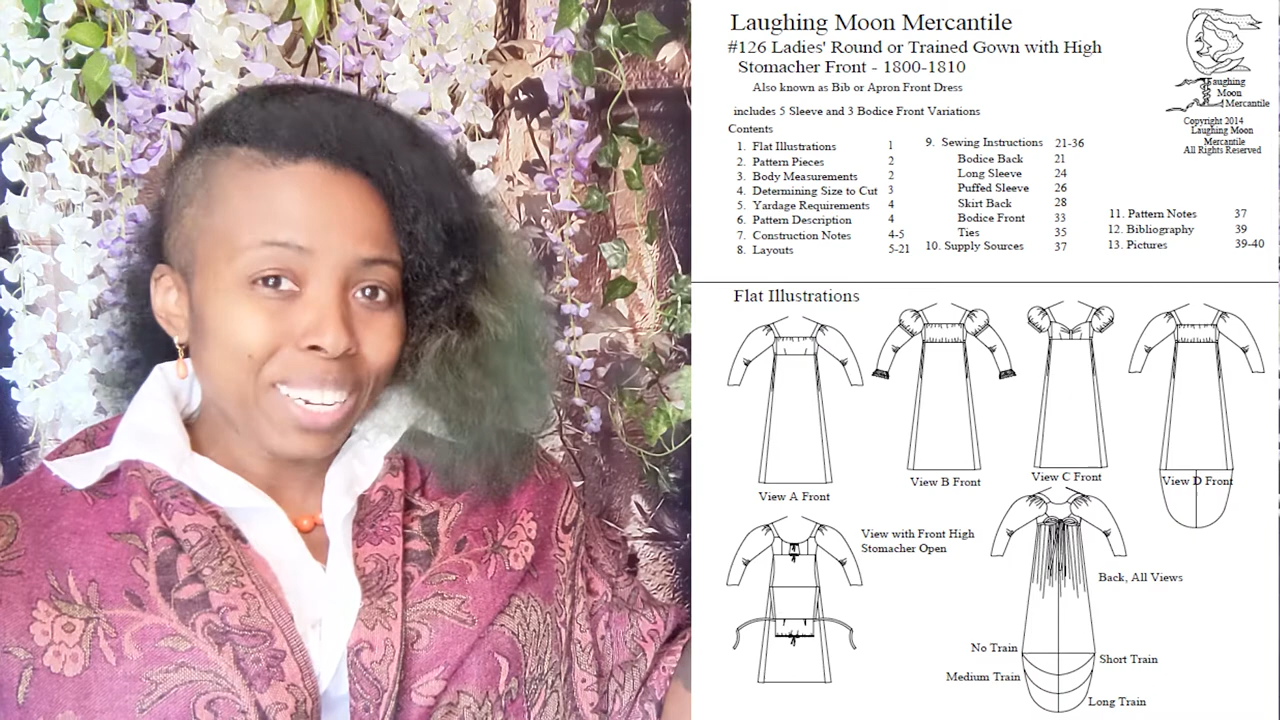 Laughing Moon Mercantile
#126 Ladies' Round or Trained Gown with High
Stomacher Front - 1800-1810
Also known as Bib or Apron Front Dress
includes 5 Sleeve and 3 Bodice Front Variations
Laughing
Moon
Mercantile
Copyright 2014
Laughing Moon
Mercantile
All Rights Reserved
Contents
1. Flat Illustrations 1
2. Pattern Pieces 2
3. Body Measurements 2
4. Determining Size to Cut 3
5. Yardage Requirements 4
6. Pattern Description 4
7. Construction Notes 4-5
8. Layouts 5-21
9. Sewing Instructions 21-36
Bodice Back 21
Long Sleeve 24
Puffed Sleeve 26
Skirt Back 28
Bodice Front 33
Ties 35
10. Supply Sources 37
11. Pattern Notes 37
12. Bibliography 39
13. Pictures 39-40
Flat Illustrations
View A Front
View B Front
View C Front
View D Front
View with Front High
Stomacher Open
Back, All Views
No Train
Short Train
Medium Train
Long Train